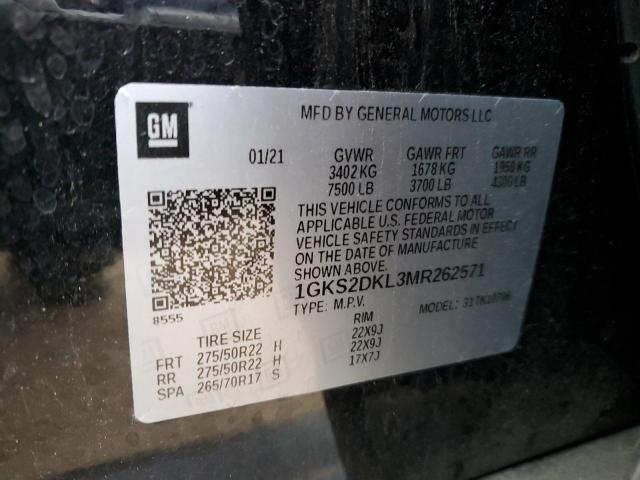 GM
MFD BY GENERAL MOTORS LLC
01/21 GVWR GAWR FRT GAWR RR
3402 KG 1678 KG 1950 KG
7500 LB 3700 LB 4300 LB
THIS VEHICLE CONFORMS TO ALL
APPLICABLE U.S. FEDERAL MOTOR
VEHICLE SAFETY STANDARDS IN EFFECT
ON THE DATE OF MANUFACTURE
SHOWN ABOVE.
1GKS2DKL3MR262571
TYPE: M.P.V. MODEL:
8555
TIRE SIZE RIM
FRT 275/50R22 H 22X9J
RR 275/50R22 H 22X9J
SPA 265/70R17 S 17X7J